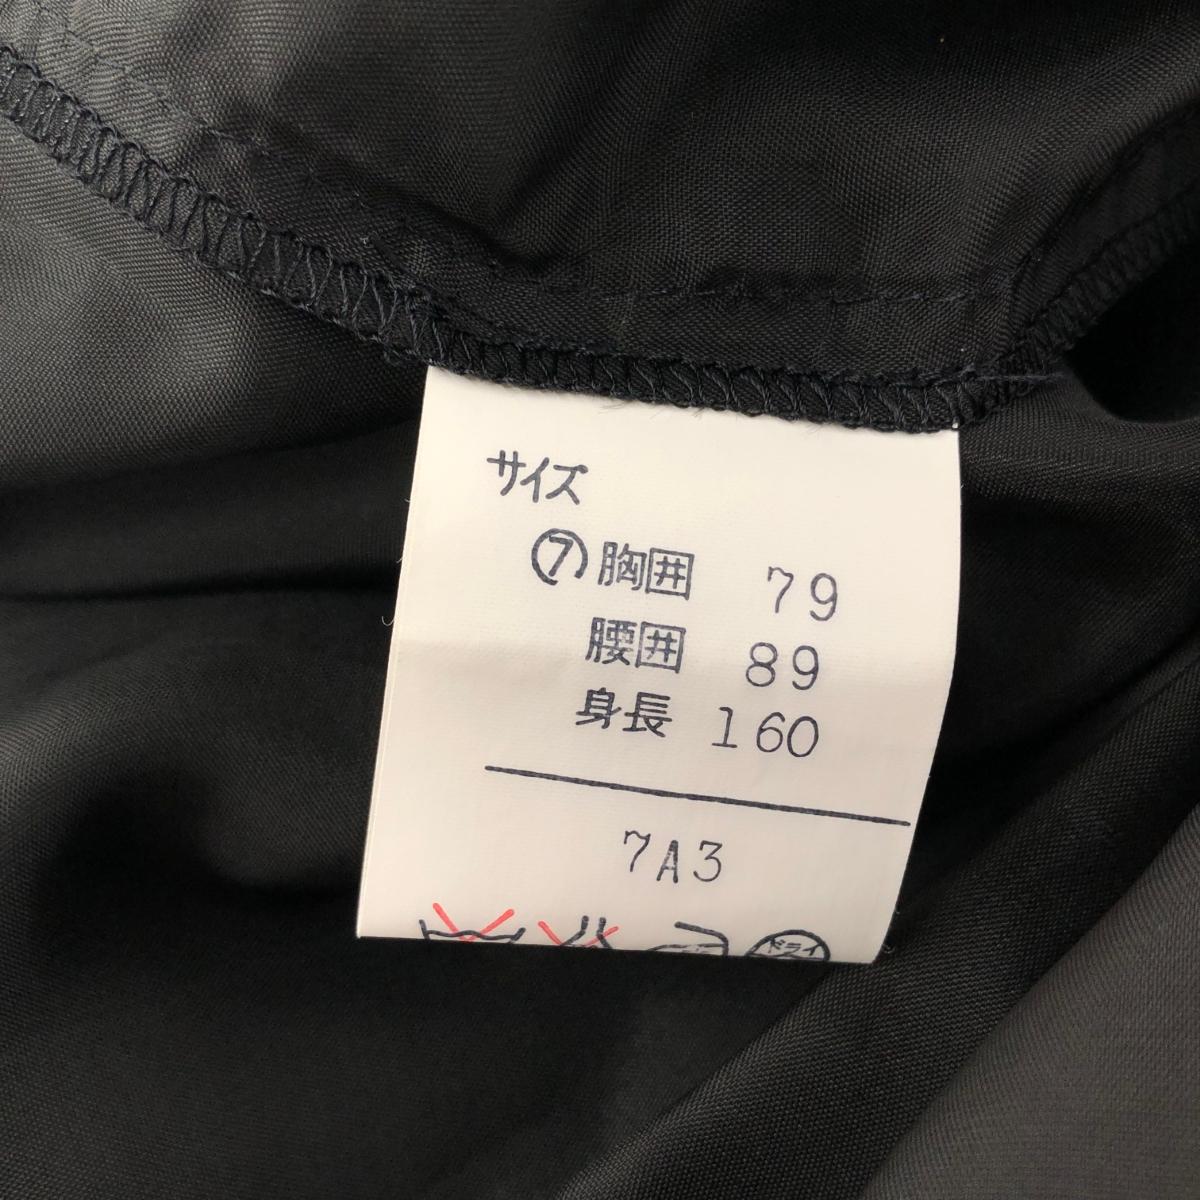 サイズ
⑦胸囲 79
腰囲 89
身長 160
7A3
ドライ